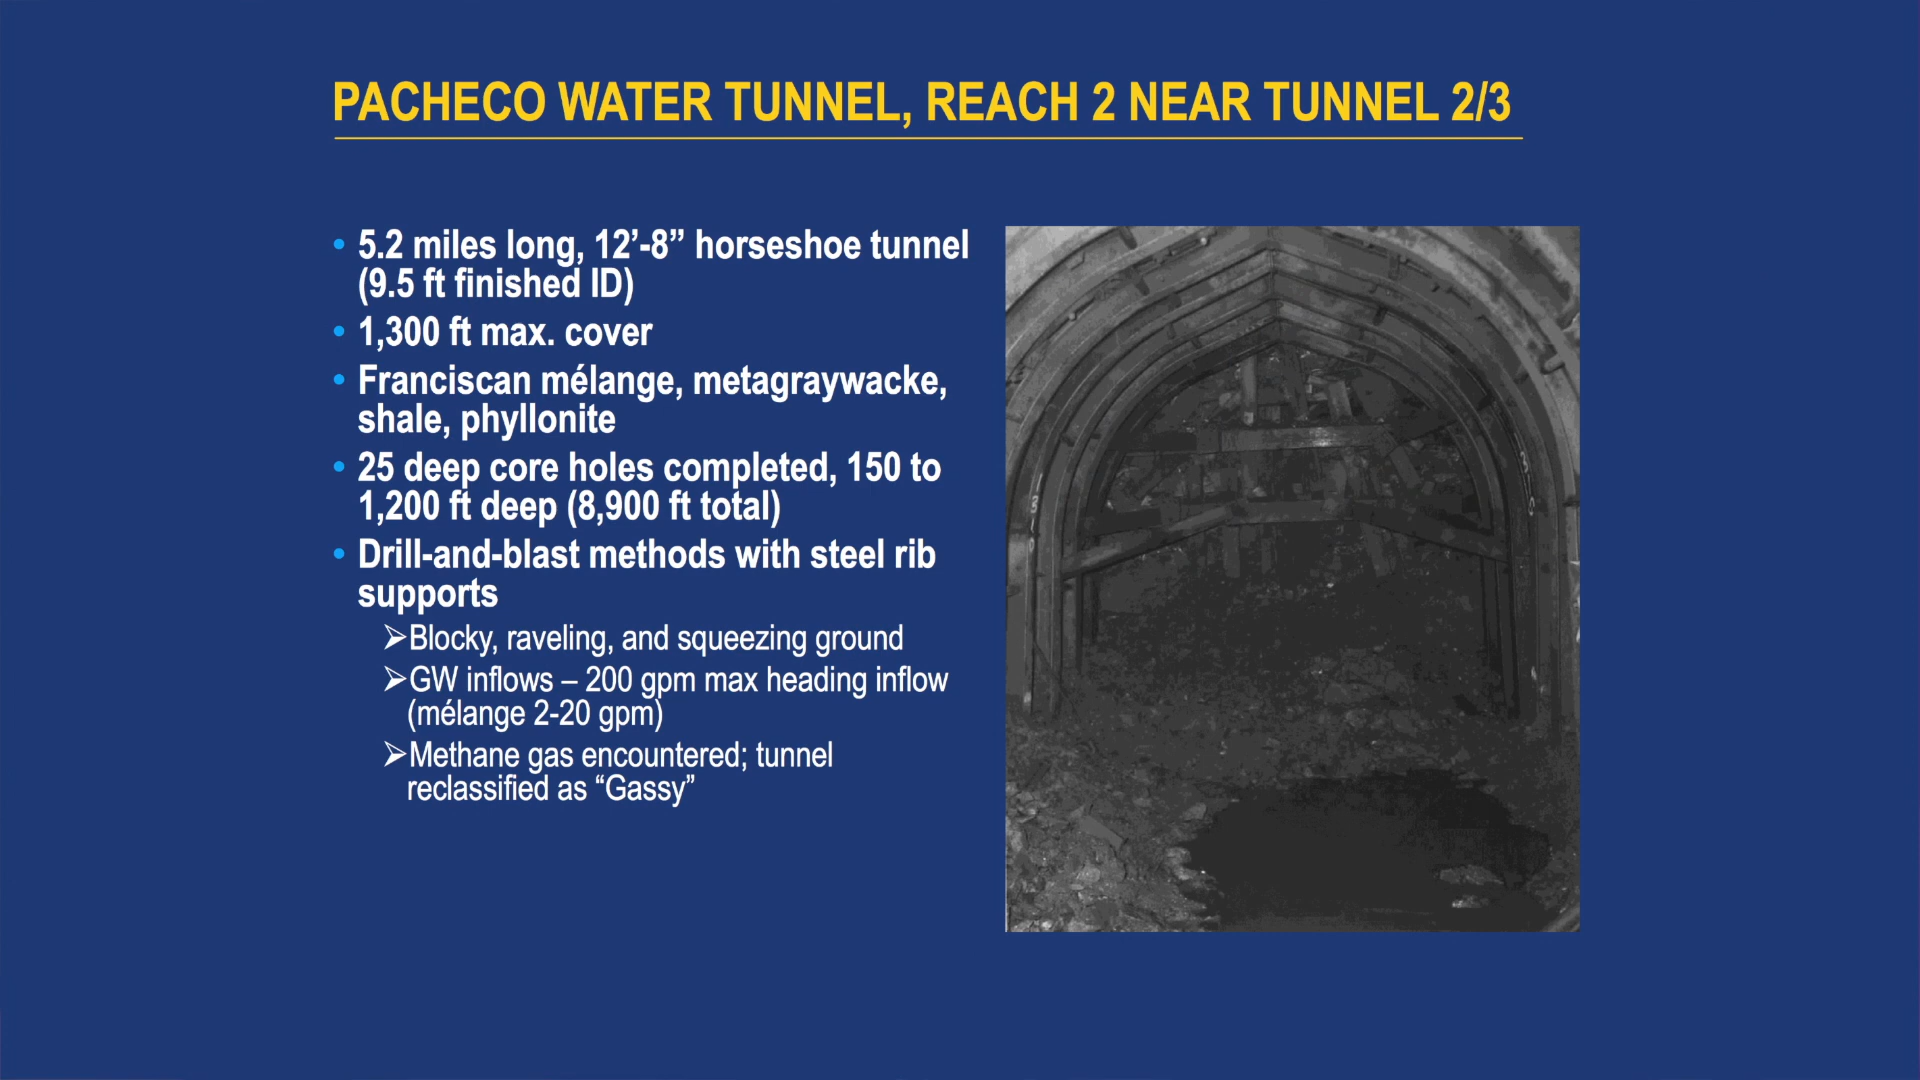 PACHECO WATER TUNNEL, REACH 2 NEAR TUNNEL 2/3
• 5.2 miles long, 12’-8” horseshoe tunnel
(9.5 ft finished ID)
• 1,300 ft max. cover
• Franciscan mélange, metagraywacke,
shale, phyllonite
• 25 deep core holes completed, 150 to
1,200 ft deep (8,900 ft total)
• Drill-and-blast methods with steel rib
supports
➢Blocky, raveling, and squeezing ground
➢GW inflows – 200 gpm max heading inflow
(mélange 2-20 gpm)
➢Methane gas encountered; tunnel
reclassified as “Gassy”